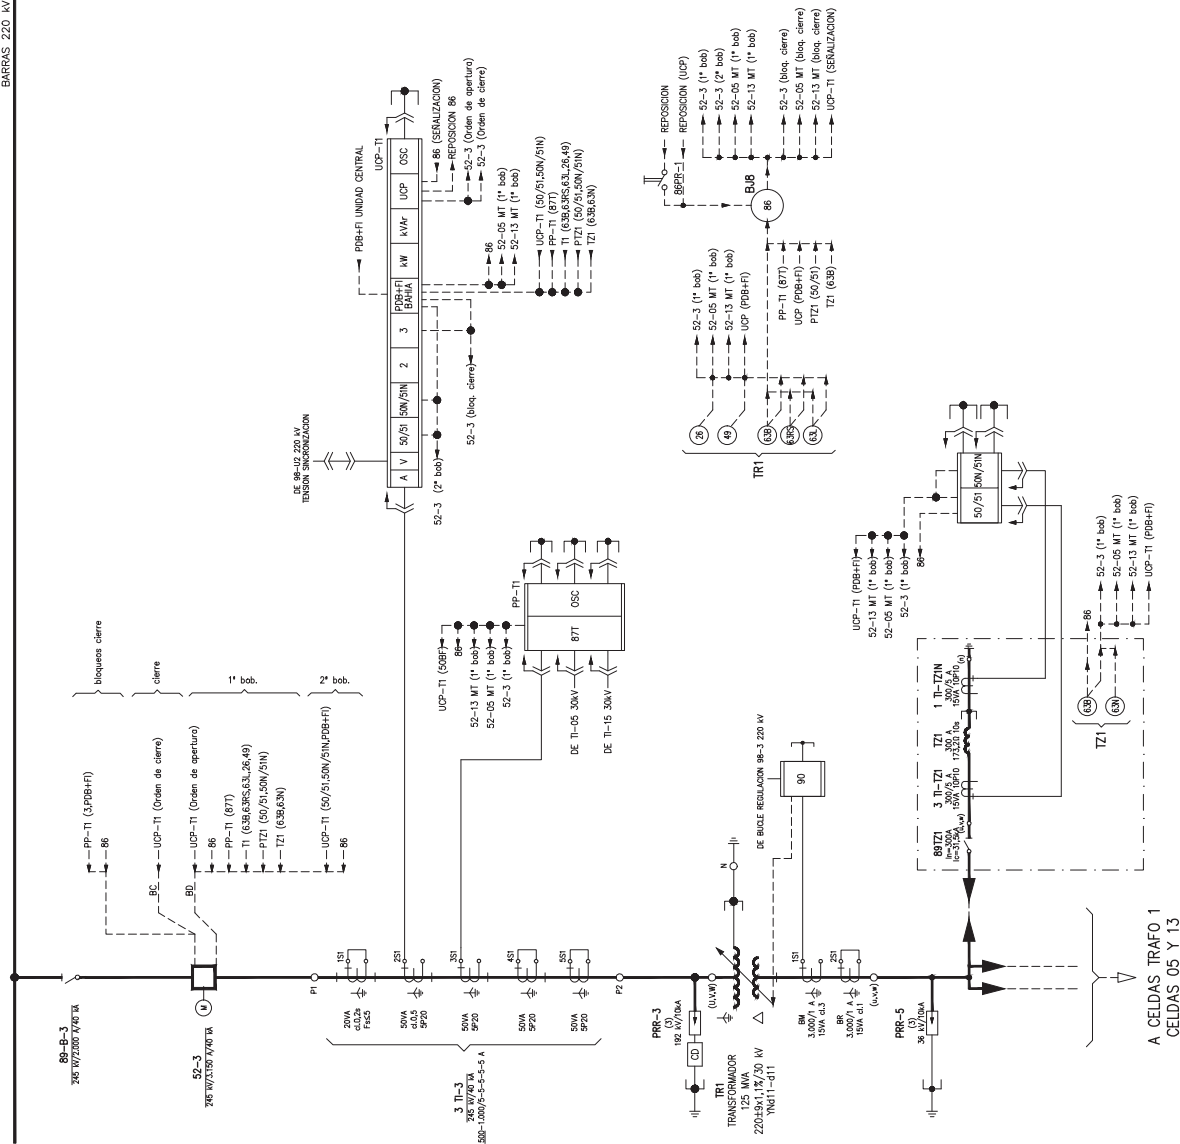 BARRAS 220 kV
89-B-3
245 kV/2.000 A/40 kA
52-3
245 kV/3.150 A/40 kA
M
PP-T1 (3,PDB+FI)
86
bloqueos cierre
BC
UCP-T1 (Orden de cierre)
cierre
BD
UCP-T1 (Orden de apertura)
86
PP-T1 (87T)
T1 (63B,63RS,63L,26,49)
PTZ1 (50/51,50N/51N)
TZ1 (63B,63N)
1ª bob.
UCP-T1 (50/51,50N/51N,PDB+FI)
86
2ª bob.
P1
1S1
20VA
cl.0,2s
Fs≤5
2S1
50VA
cl.0,5
5P20
3S1
50VA
5P20
4S1
50VA
5P20
5S1
50VA
5P20
P2
3 TI-3
245 kV/40 kA
500-1.000/5-5-5-5-5 A
DE 98-U2 220 kV
TENSION SINCRONIZACION
UCP-T1
A
V
50/51
50N/51N
2
3
PDB+FI
BAHIA
kW
kVAr
UCP
OSC
PDB+FI UNIDAD CENTRAL
52-3 (2ª bob)
52-3 (bloq. cierre)
86
52-05 MT (1ª bob)
52-13 MT (1ª bob)
UCP-T1 (50/51,50N/51N)
PP-T1 (87T)
T1 (63B,63RS,63L,26,49)
PTZ1 (50/51,50N/51N)
TZ1 (63B,63N)
86 (SEÑALIZACION)
REPOSICION 86
52-3 (Orden de apertura)
52-3 (Orden de cierre)
PP-T1
87T
OSC
UCP-T1 (50BF)
86
52-13 MT (1ª bob)
52-05 MT (1ª bob)
52-3 (1ª bob)
DE TI-05 30kV
DE TI-15 30kV
TR1
26
49
63B
63RS
63L
52-3 (1ª bob)
52-05 MT (1ª bob)
52-13 MT (1ª bob)
UCP (PDB+FI)
PP-T1 (87T)
UCP (PDB+FI)
PTZ1 (50/51)
TZ1 (63B)
REPOSICION
REPOSICION (UCP)
86PR-1
BJ8
86
52-3 (1ª bob)
52-3 (2ª bob)
52-05 MT (1ª bob)
52-13 MT (1ª bob)
52-3 (bloq. cierre)
52-05 MT (bloq. cierre)
52-13 MT (bloq. cierre)
UCP-T1 (SEÑALIZACION)
PRR-3
(3)
192 kV/10kA
CD
(U,V,W)
N
TR1
TRANSFORMADOR
125 MVA
220±9x1,1%/30 kV
YNd11-d11
DE BUCLE REGULACION 98-3 220 kV
90
1S1
BM
3.000/1 A
15VA cl.3
2S1
BR
3.000/1 A
15VA cl.1
(u,v,w)
PRR-5
(3)
36 kV/10kA
89TZ1
In=300A
Ic=31,5kA
(u,v,w)
3 TI-TZ1
300/5 A
15VA 10P10
TZ1
300 A
173,2Ω 10s
1 TI-TZ1N
300/5 A
15VA 10P10
(n)
50/51
50N/51N
UCP-T1 (PDB+FI)
52-13 MT (1ª bob)
52-05 MT (1ª bob)
52-3 (1ª bob)
86
TZ1
63B
63N
86
52-3 (1ª bob)
52-05 MT (1ª bob)
52-13 MT (1ª bob)
UCP-T1 (PDB+FI)
A CELDAS TRAFO 1
CELDAS 05 Y 13